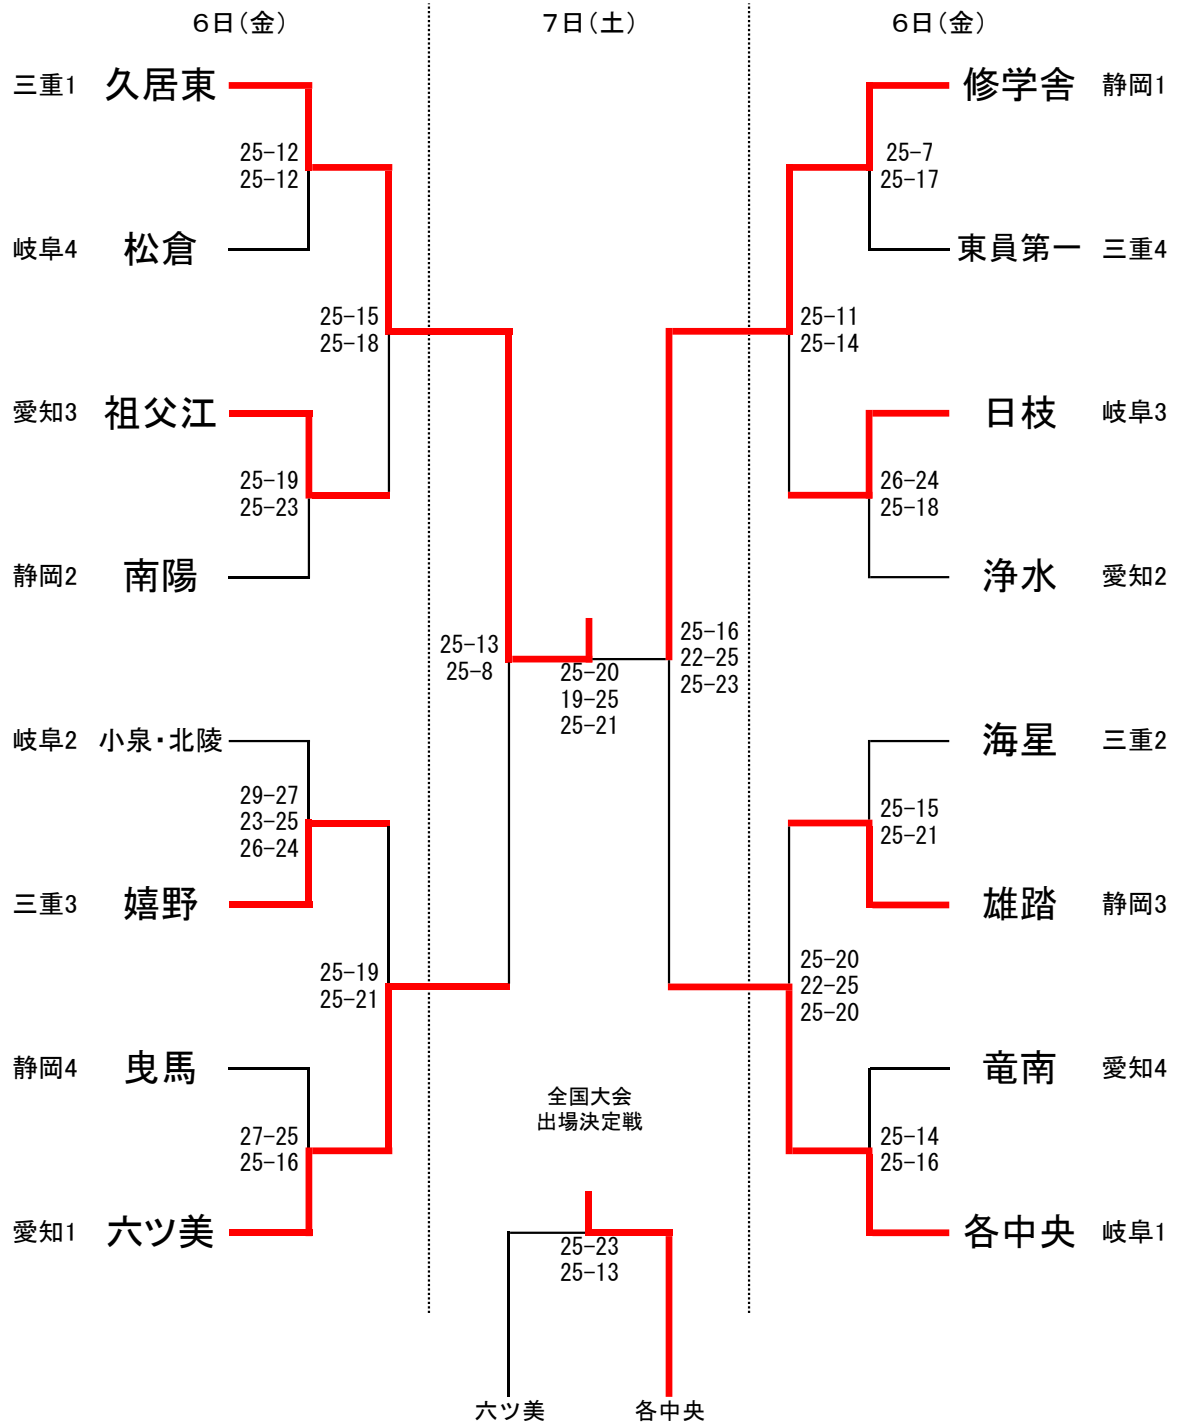 6日(金)
7日(土)
6日(金)
三重1 久居東
修学舎 静岡1
25-12
25-12
25-7
25-17
岐阜4 松倉
東員第一 三重4
25-15
25-18
25-11
25-14
愛知3 祖父江
日枝 岐阜3
25-19
25-23
26-24
25-18
静岡2 南陽
浄水 愛知2
25-13
25-8
25-20
19-25
25-21
25-16
22-25
25-23
岐阜2 小泉・北陵
海星 三重2
29-27
23-25
26-24
25-15
25-21
三重3 嬉野
雄踏 静岡3
25-19
25-21
25-20
22-25
25-20
静岡4 曳馬
竜南 愛知4
全国大会
出場決定戦
27-25
25-16
25-14
25-16
愛知1 六ツ美
各中央 岐阜1
25-23
25-13
六ツ美
各中央